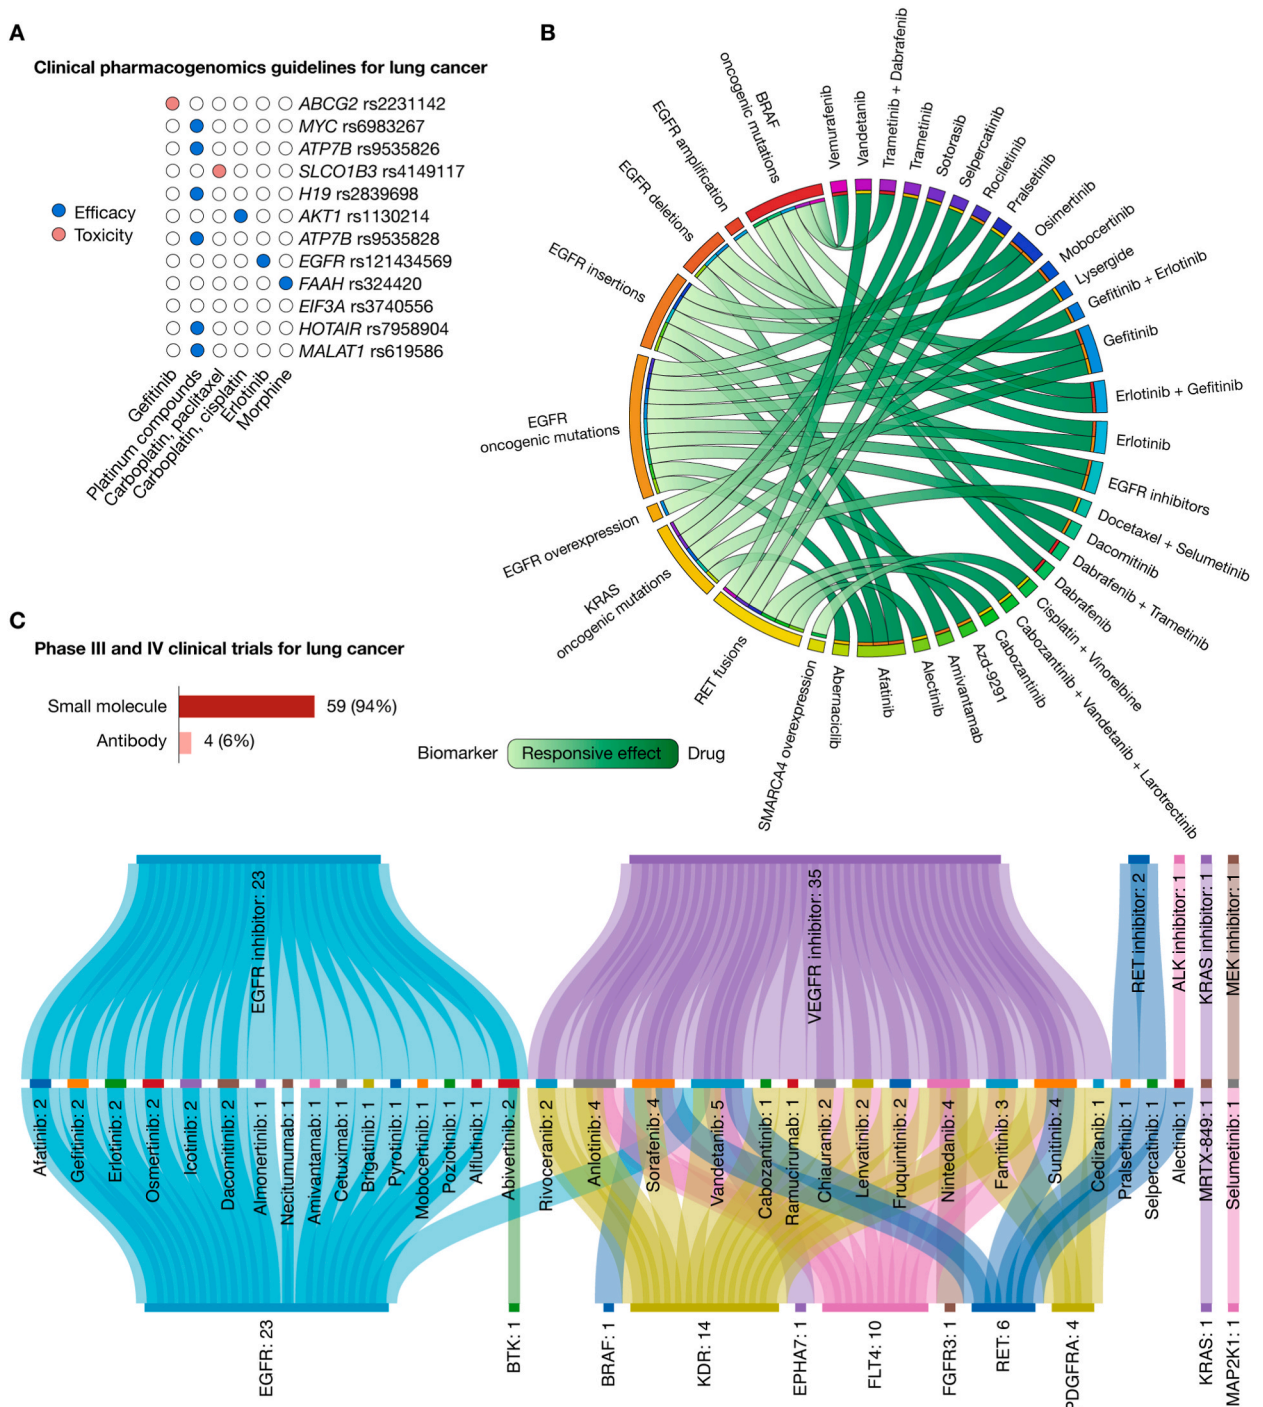 A
Clinical pharmacogenomics guidelines for lung cancer
ABCG2 rs2231142
MYC rs6983267
ATP7B rs9535826
SLCO1B3 rs4149117
H19 rs2839698
AKT1 rs1130214
ATP7B rs9535828
EGFR rs121434569
FAAH rs324420
EIF3A rs3740556
HOTAIR rs7958904
MALAT1 rs619586
Efficacy
Toxicity
Gefitinib
Platinum compounds
Carboplatin, paclitaxel
Carboplatin, cisplatin
Erlotinib
Morphine
B
BRAF
oncogenic mutations
EGFR amplification
EGFR deletions
EGFR insertions
EGFR
oncogenic mutations
EGFR overexpression
KRAS
oncogenic mutations
RET fusions
SMARCA4 overexpression
Vemurafenib
Vandetanib
Trametinib + Dabrafenib
Trametinib
Sotorasib
Selpercatinib
Rociletinib
Pralsetinib
Osimertinib
Mobocertinib
Lysergide
Gefitinib + Erlotinib
Gefitinib
Erlotinib + Gefitinib
Erlotinib
EGFR inhibitors
Docetaxel + Selumetinib
Dacomitinib
Dabrafenib + Trametinib
Dabrafenib
Cisplatin + Vinorelbine
Cabozantinib + Vandetanib + Larotrectinib
Cabozantinib
Azd-9291
Amivantamab
Alectinib
Afatinib
Abernaciclib
Biomarker
Responsive effect
Drug
C
Phase III and IV clinical trials for lung cancer
Small molecule
59 (94%)
Antibody
4 (6%)
EGFR inhibitor: 23
VEGFR inhibitor: 35
RET inhibitor: 2
ALK inhibitor: 1
KRAS inhibitor: 1
MEK inhibitor: 1
Afatinib: 2
Gefitinib: 2
Erlotinib: 2
Osmertinib: 2
Icotinib: 2
Dacomitinib: 2
Almonertinib: 1
Necitumumab: 1
Amivantamab: 1
Cetuximab: 1
Brigatinib: 1
Pyrotinib: 1
Mobocertinib: 1
Poziotinib: 1
Alflutinib: 1
Abivertinib: 2
Rivoceranib: 2
Anlotinib: 4
Sorafenib: 4
Vandetanib: 5
Cabozantinib: 1
Ramucirumab: 1
Chiauranib: 2
Lenvatinib: 2
Fruquintinib: 2
Nintedanib: 4
Famitinib: 3
Sunitinib: 4
Cediranib: 1
Pralsetinib: 1
Selpercatinib: 1
Alectinib: 1
MRTX-849: 1
Selumetinib: 1
EGFR: 23
BTK: 1
BRAF: 1
KDR: 14
EPHA7: 1
FLT4: 10
FGFR3: 1
RET: 6
PDGFRA: 4
KRAS: 1
MAP2K1: 1